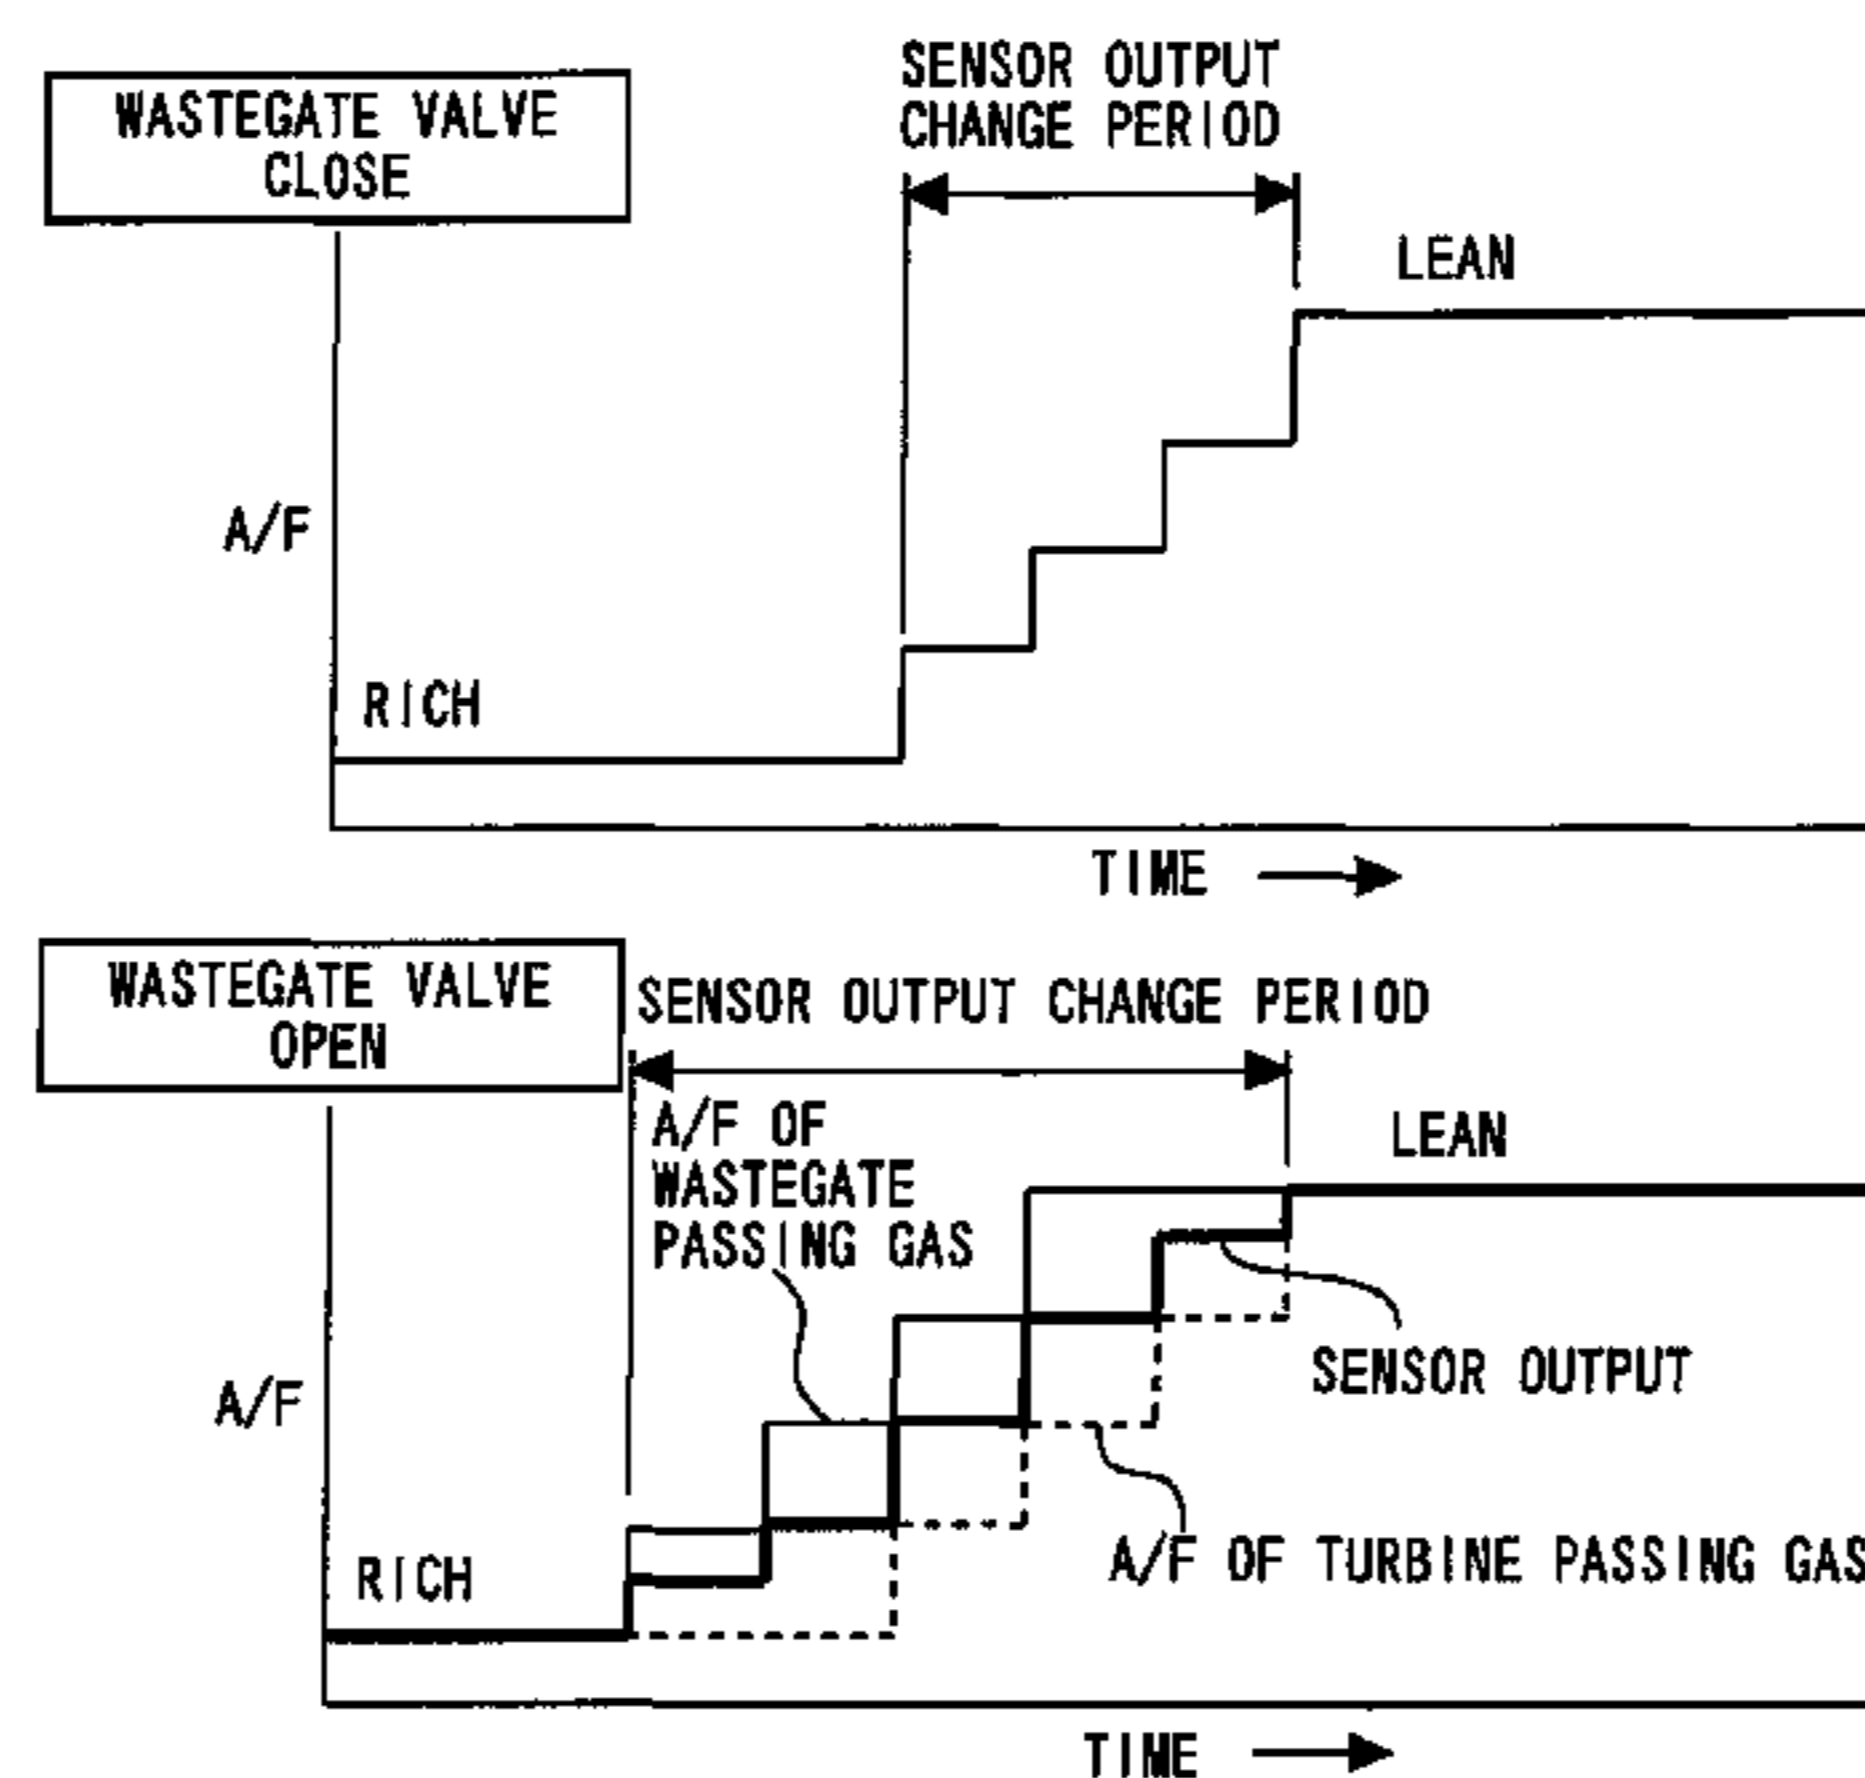 WASTEGATE VALVE
CLOSE
SENSOR OUTPUT
CHANGE PERIOD
LEAN
A/F
RICH
TIME
WASTEGATE VALVE
OPEN
SENSOR OUTPUT CHANGE PERIOD
A/F OF
WASTEGATE
PASSING GAS
LEAN
SENSOR OUTPUT
A/F
A/F OF TURBINE PASSING GAS
RICH
TIME